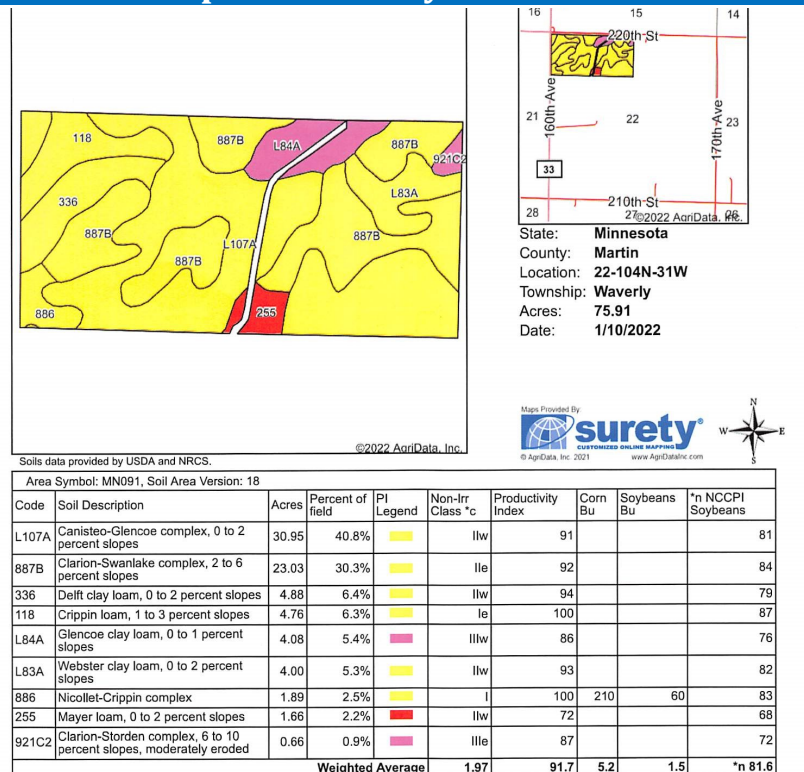 16
15
14
220th St
160th Ave
21
22
170th Ave
23
33
210th St
28
27
26
©2022 AgriData, Inc.
118
887B
L84A
887B
921C2
L83A
336
887B
L107A
887B
887B
886
255
©2022 AgriData, Inc.
State: Minnesota
County: Martin
Location: 22-104N-31W
Township: Waverly
Acres: 75.91
Date: 1/10/2022
Maps Provided By:
surety®
CUSTOMIZED ONLINE MAPPING
© AgriData, Inc. 2021 www.AgriDataInc.com
N
W E
S
Soils data provided by USDA and NRCS.
Area Symbol: MN091, Soil Area Version: 18
Code Soil Description Acres Percent of field PI Legend Non-Irr Class *c Productivity Index Corn Bu Soybeans Bu *n NCCPI Soybeans
L107A Canisteo-Glencoe complex, 0 to 2 percent slopes 30.95 40.8% IIw 91 81
887B Clarion-Swanlake complex, 2 to 6 percent slopes 23.03 30.3% IIe 92 84
336 Delft clay loam, 0 to 2 percent slopes 4.88 6.4% IIw 94 79
118 Crippin loam, 1 to 3 percent slopes 4.76 6.3% Ie 100 87
L84A Glencoe clay loam, 0 to 1 percent slopes 4.08 5.4% IIIw 86 76
L83A Webster clay loam, 0 to 2 percent slopes 4.00 5.3% IIw 93 82
886 Nicollet-Crippin complex 1.89 2.5% I 100 210 60 83
255 Mayer loam, 0 to 2 percent slopes 1.66 2.2% IIw 72 68
921C2 Clarion-Storden complex, 6 to 10 percent slopes, moderately eroded 0.66 0.9% IIIe 87 72
Weighted Average 1.97 91.7 5.2 1.5 *n 81.6